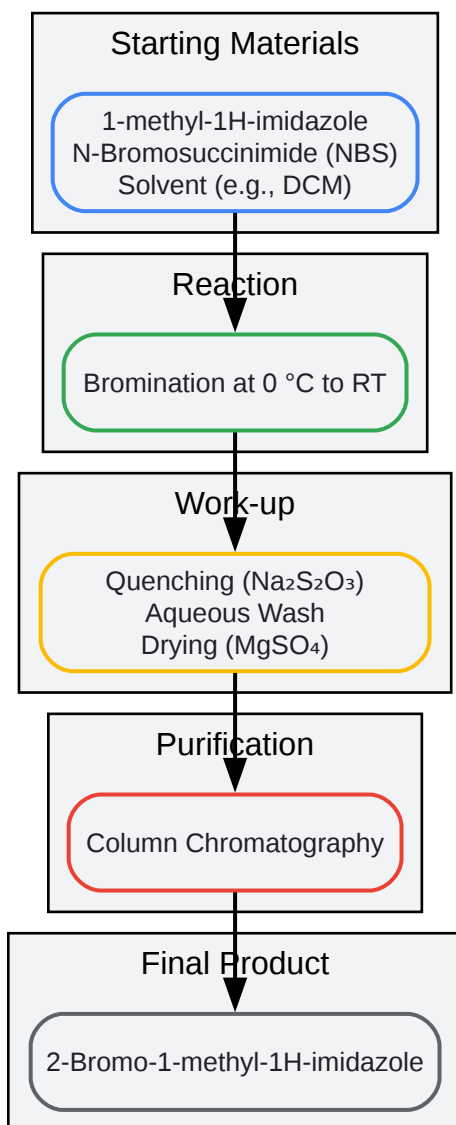 Starting Materials
1-methyl-1H-imidazole
N-Bromosuccinimide (NBS)
Solvent (e.g., DCM)
Reaction
Bromination at 0 °C to RT
Work-up
Quenching (Na₂S₂O₃)
Aqueous Wash
Drying (MgSO₄)
Purification
Column Chromatography
Final Product
2-Bromo-1-methyl-1H-imidazole